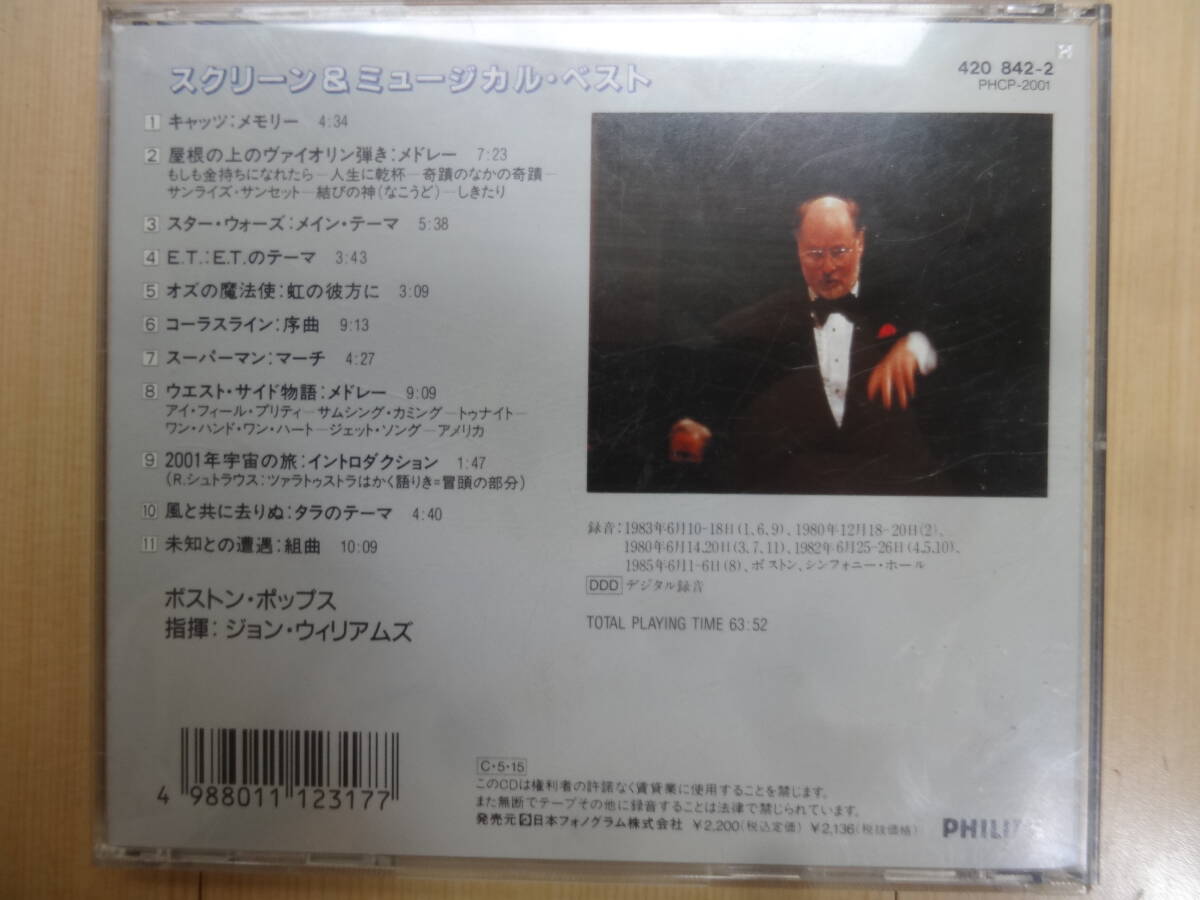 スクリーン&ミュージカル・ベスト
420 842-2
PHCP-2001
1 キャッツ:メモリー 4:34
2 屋根の上のヴァイオリン弾き:メドレー 7:23
もしも金持ちになれたら─人生に乾杯─奇蹟のなかの奇蹟─
サンライズ・サンセット─結びの神(なこうど)─しきたり
3 スター・ウォーズ:メイン・テーマ 5:38
4 E.T.:E.T.のテーマ 3:43
5 オズの魔法使:虹の彼方に 3:09
6 コーラスライン:序曲 9:13
7 スーパーマン:マーチ 4:27
8 ウエスト・サイド物語:メドレー 9:09
アイ・フィール・プリティ─サムシング・カミング─トゥナイト─
ワン・ハンド・ワン・ハート─ジェット・ソング─アメリカ
9 2001年宇宙の旅:イントロダクション 1:47
(R.シュトラウス:ツァラトゥストラはかく語りき=冒頭の部分)
10 風と共に去りぬ:タラのテーマ 4:40
11 未知との遭遇:組曲 10:09
ボストン・ポップス
指揮:ジョン・ウィリアムズ
録音:1983年6月10-18日(1,6,9)、1980年12月18-20日(2)、
1980年6月14,20日(3,7,11)、1982年6月25-26日(4,5,10)、
1985年6月1-6日(8)、ボストン、シンフォニー・ホール
DDD デジタル録音
TOTAL PLAYING TIME 63:52
4 988011 123177
C・5・15
このCDは権利者の許諾なく賃貸業に使用することを禁じます。
また無断でテープその他に録音することは法律で禁じられています。
発売元 日本フォノグラム株式会社 ¥2,200(税込定価) ¥2,136(税抜価格)